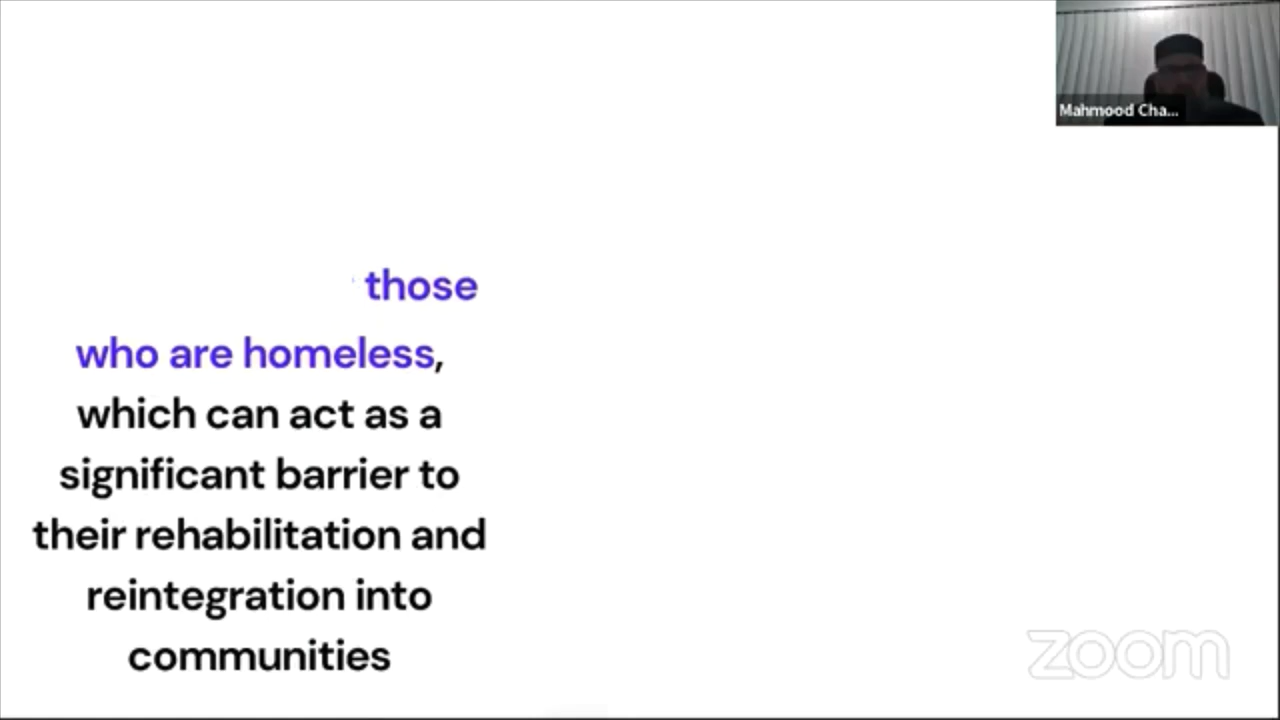 Mahmood Cha...
those
who are homeless,
which can act as a
significant barrier to
their rehabilitation and
reintegration into
communities
zoom